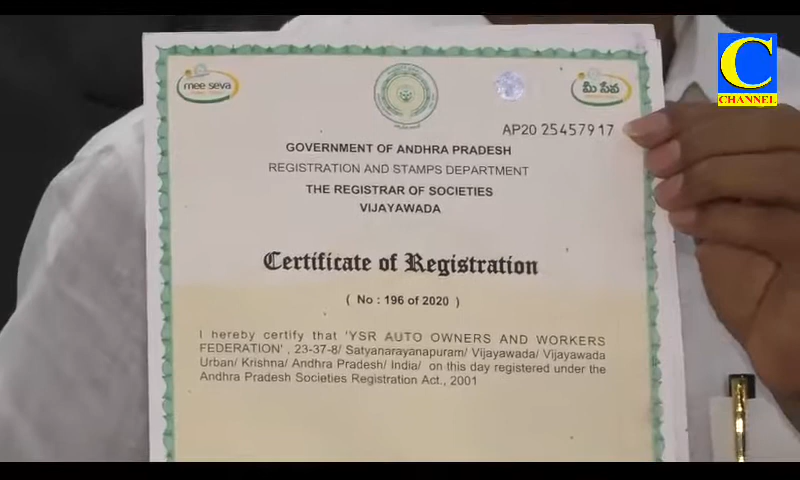 C
CHANNEL
mee seva
మీ సేవ
AP20 25457917
GOVERNMENT OF ANDHRA PRADESH
REGISTRATION AND STAMPS DEPARTMENT
THE REGISTRAR OF SOCIETIES
VIJAYAWADA
Certificate of Registration
( No : 196 of 2020 )
I hereby certify that 'YSR AUTO OWNERS AND WORKERS
FEDERATION' , 23-37-8/ Satyanarayanapuram/ Vijayawada/ Vijayawada
Urban/ Krishna/ Andhra Pradesh/ India/ on this day registered under the
Andhra Pradesh Societies Registration Act., 2001